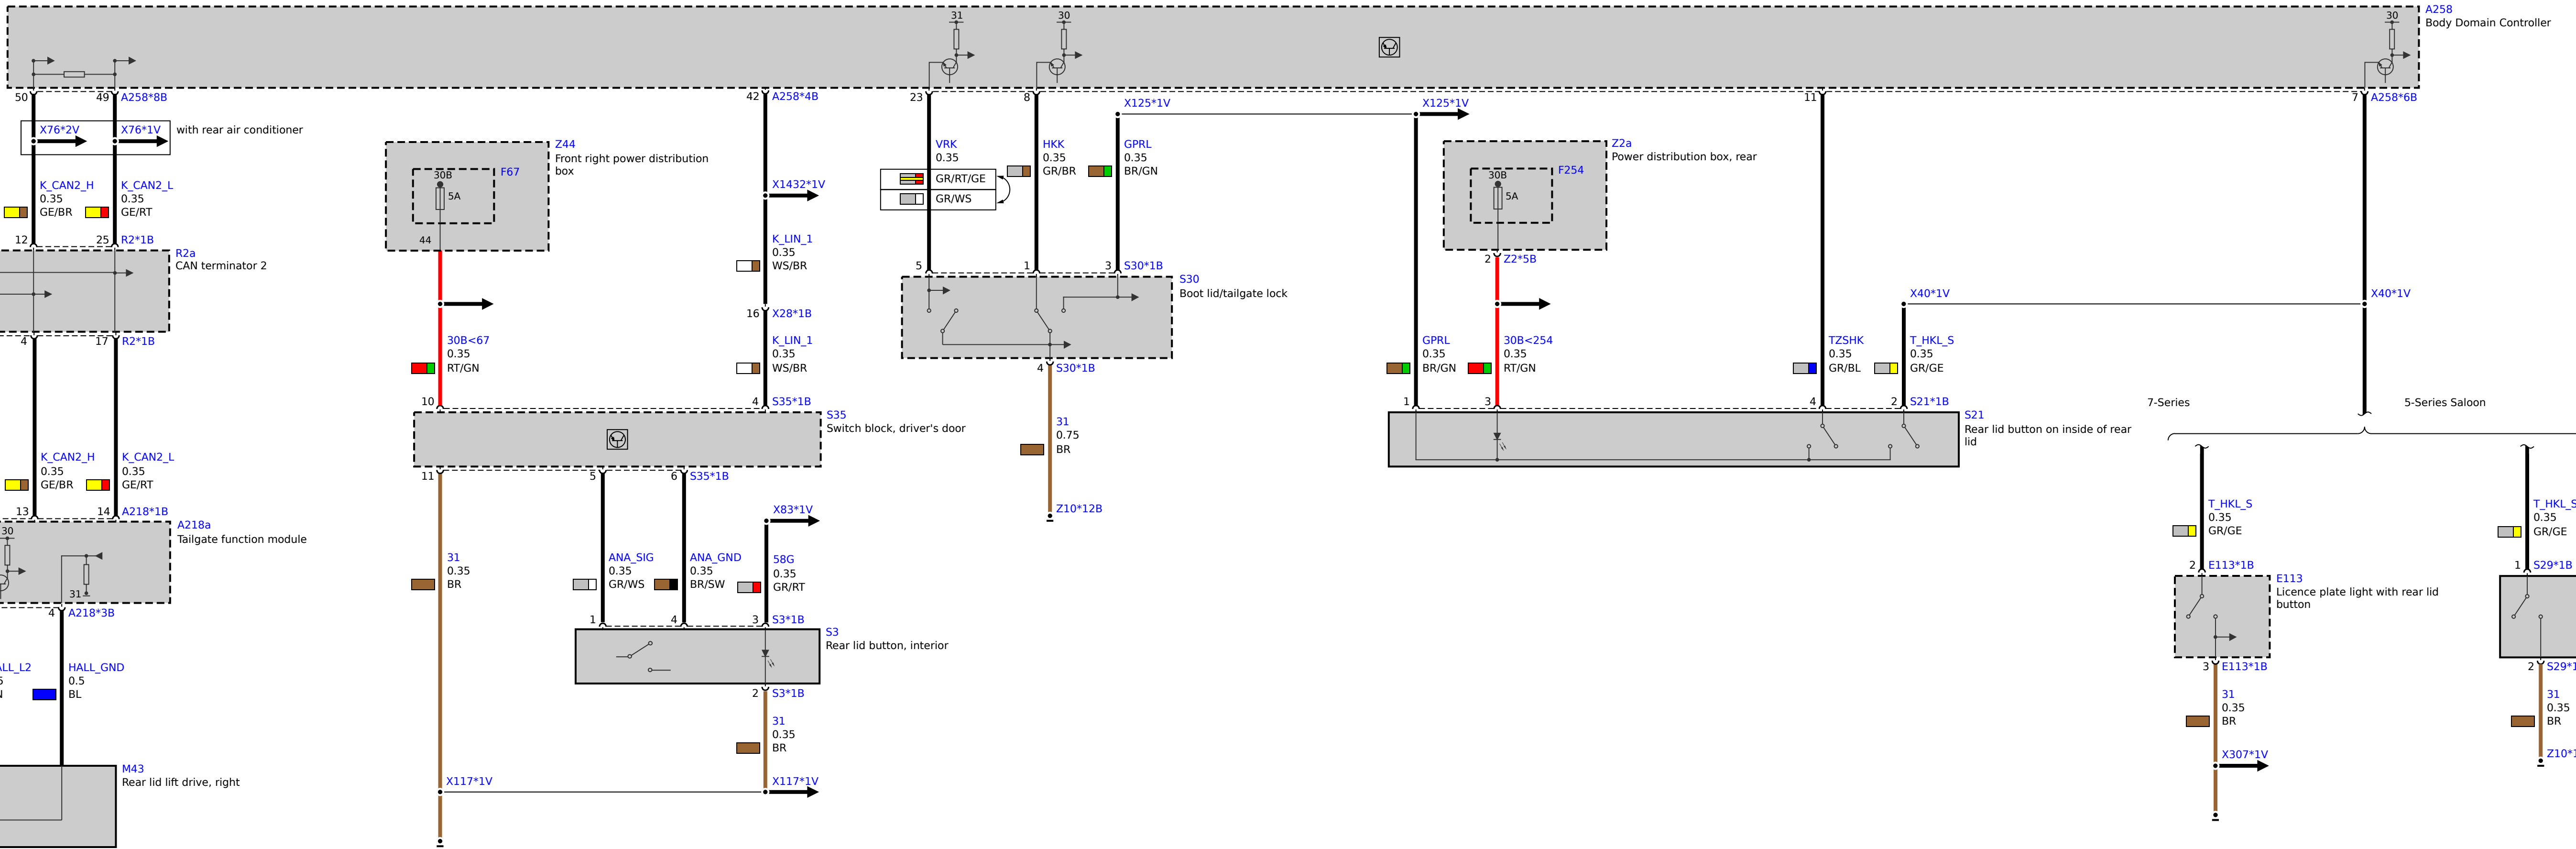 31
30
30
A258
Body Domain Controller
50
49
A258*8B
42
A258*4B
23
8
X125*1V
X125*1V
11
7
A258*6B
X76*2V
X76*1V
with rear air conditioner
K_CAN2_H
0.35
GE/BR
K_CAN2_L
0.35
GE/RT
12
25
R2*1B
R2a
CAN terminator 2
4
17
R2*1B
K_CAN2_H
0.35
GE/BR
K_CAN2_L
0.35
GE/RT
13
14
A218*1B
A218a
Tailgate function module
30
31
4
A218*3B
HALL_GND
0.5
BL
M43
Rear lid lift drive, right
Z44
Front right power distribution
box
F67
30B
5A
44
30B<67
0.35
RT/GN
10
X1432*1V
K_LIN_1
0.35
WS/BR
16
X28*1B
K_LIN_1
0.35
WS/BR
4
S35*1B
S35
Switch block, driver's door
11
5
6
S35*1B
31
0.35
BR
ANA_SIG
0.35
GR/WS
ANA_GND
0.35
BR/SW
X83*1V
58G
0.35
GR/RT
1
4
3
S3*1B
S3
Rear lid button, interior
2
S3*1B
31
0.35
BR
X117*1V
X117*1V
VRK
0.35
GR/RT/GE
GR/WS
HKK
0.35
GR/BR
GPRL
0.35
BR/GN
5
1
3
S30*1B
S30
Boot lid/tailgate lock
4
S30*1B
31
0.75
BR
Z10*12B
Z2a
Power distribution box, rear
F254
30B
5A
2
Z2*5B
GPRL
0.35
BR/GN
30B<254
0.35
RT/GN
TZSHK
0.35
GR/BL
X40*1V
X40*1V
T_HKL_S
0.35
GR/GE
1
3
4
2
S21*1B
S21
Rear lid button on inside of rear
lid
7-Series
5-Series Saloon
T_HKL_S
0.35
GR/GE
2
E113*1B
E113
Licence plate light with rear lid
button
3
E113*1B
31
0.35
BR
X307*1V
T_HKL_S
0.35
GR/GE
1
S29*1B
2
31
0.35
BR